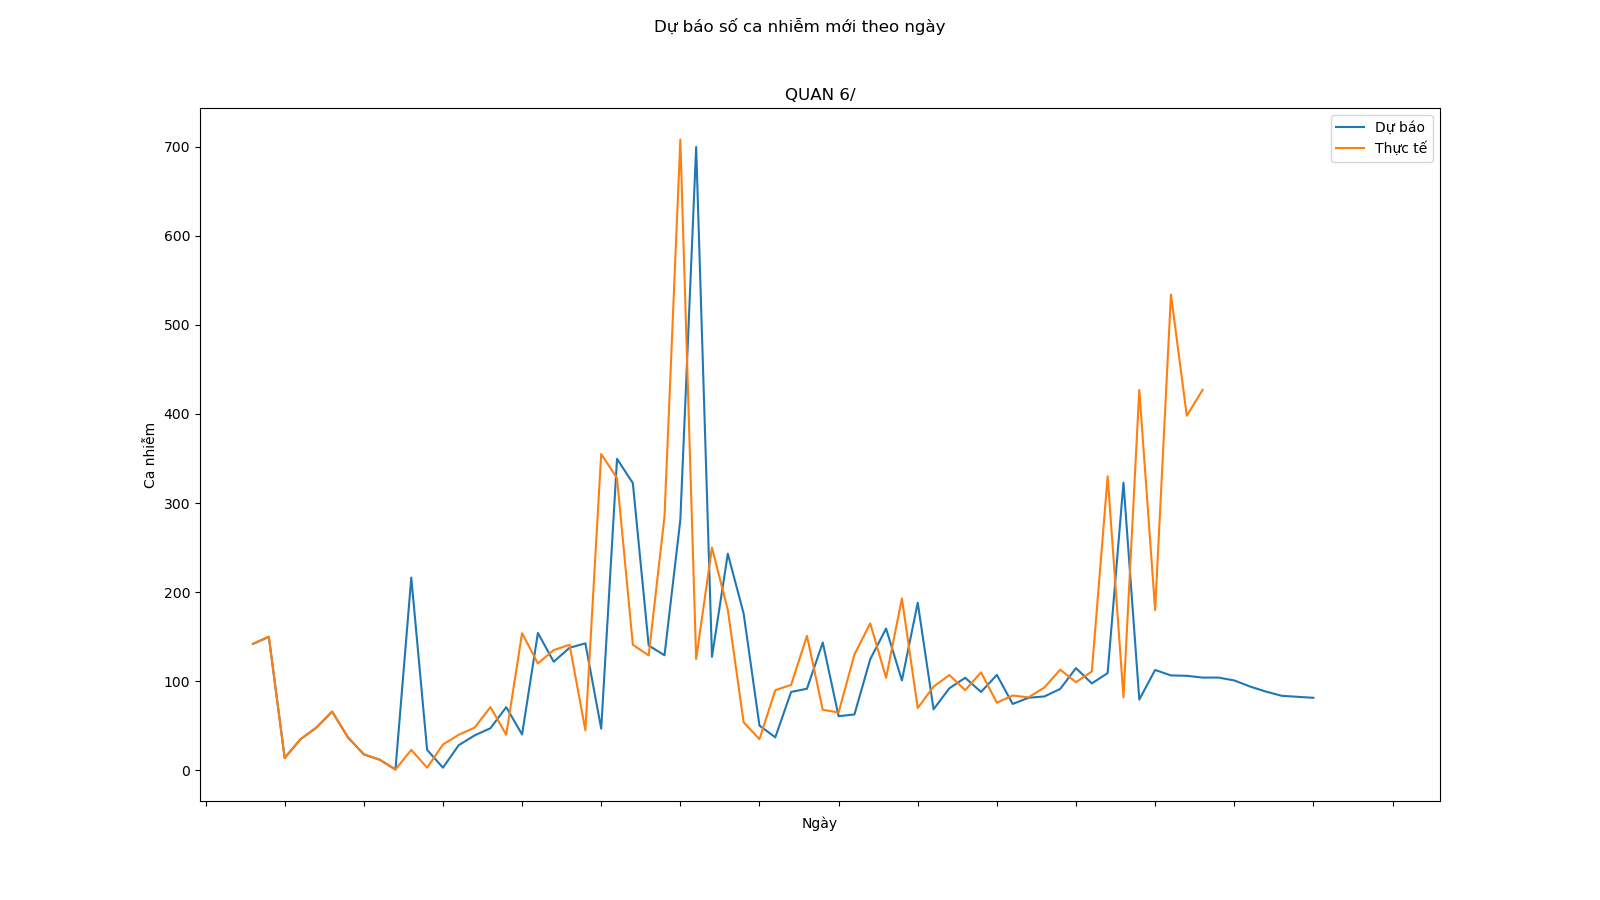 Dự báo số ca nhiễm mới theo ngày
QUAN 6/
Dự báo
Thực tế
700
600
500
400
300
200
100
0
Ca nhiễm
Ngày